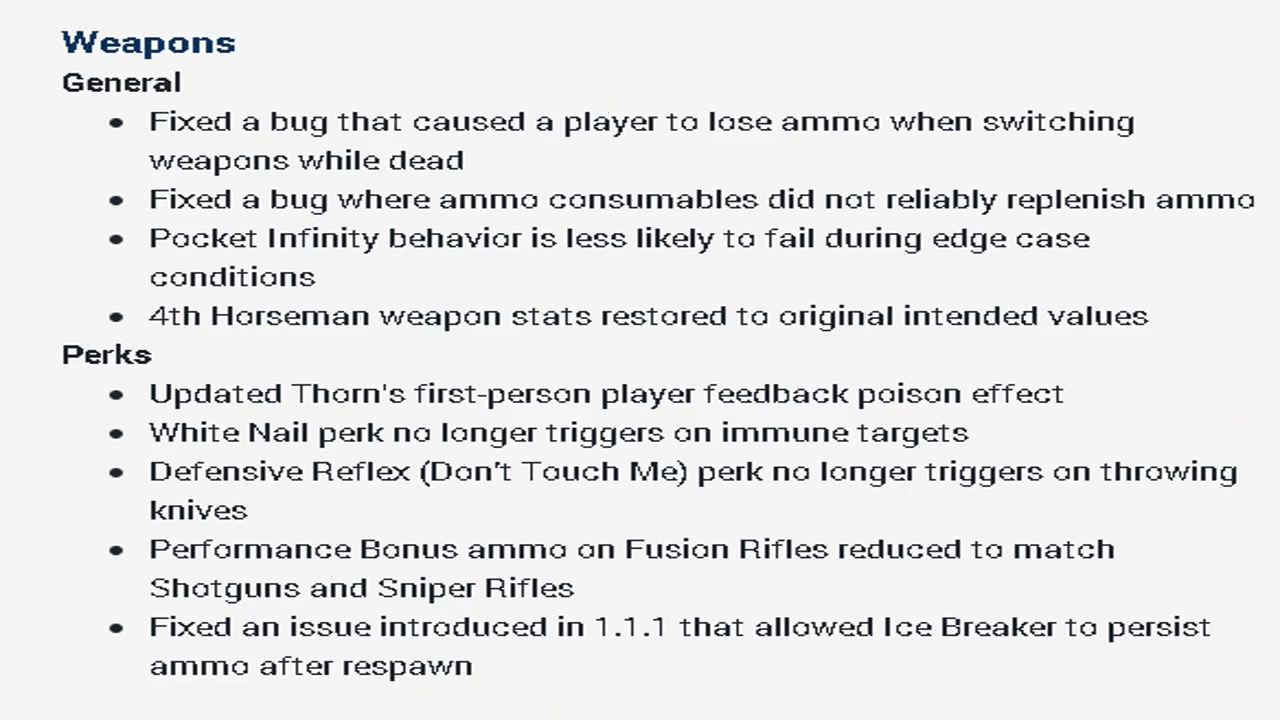 Weapons
General
• Fixed a bug that caused a player to lose ammo when switching
weapons while dead
• Fixed a bug where ammo consumables did not reliably replenish ammo
• Pocket Infinity behavior is less likely to fail during edge case
conditions
• 4th Horseman weapon stats restored to original intended values
Perks
• Updated Thorn's first-person player feedback poison effect
• White Nail perk no longer triggers on immune targets
• Defensive Reflex (Don't Touch Me) perk no longer triggers on throwing
knives
• Performance Bonus ammo on Fusion Rifles reduced to match
Shotguns and Sniper Rifles
• Fixed an issue introduced in 1.1.1 that allowed Ice Breaker to persist
ammo after respawn